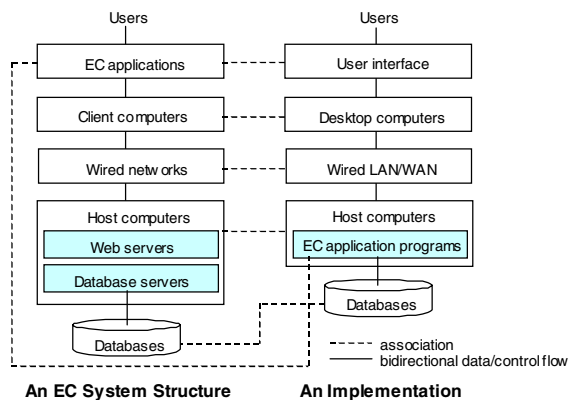 Users
EC applications
Client computers
Wired networks
Host computers
Web servers
Database servers
Databases
An EC System Structure
Users
User interface
Desktop computers
Wired LAN/WAN
Host computers
EC application programs
Databases
association
bidirectional data/control flow
An Implementation